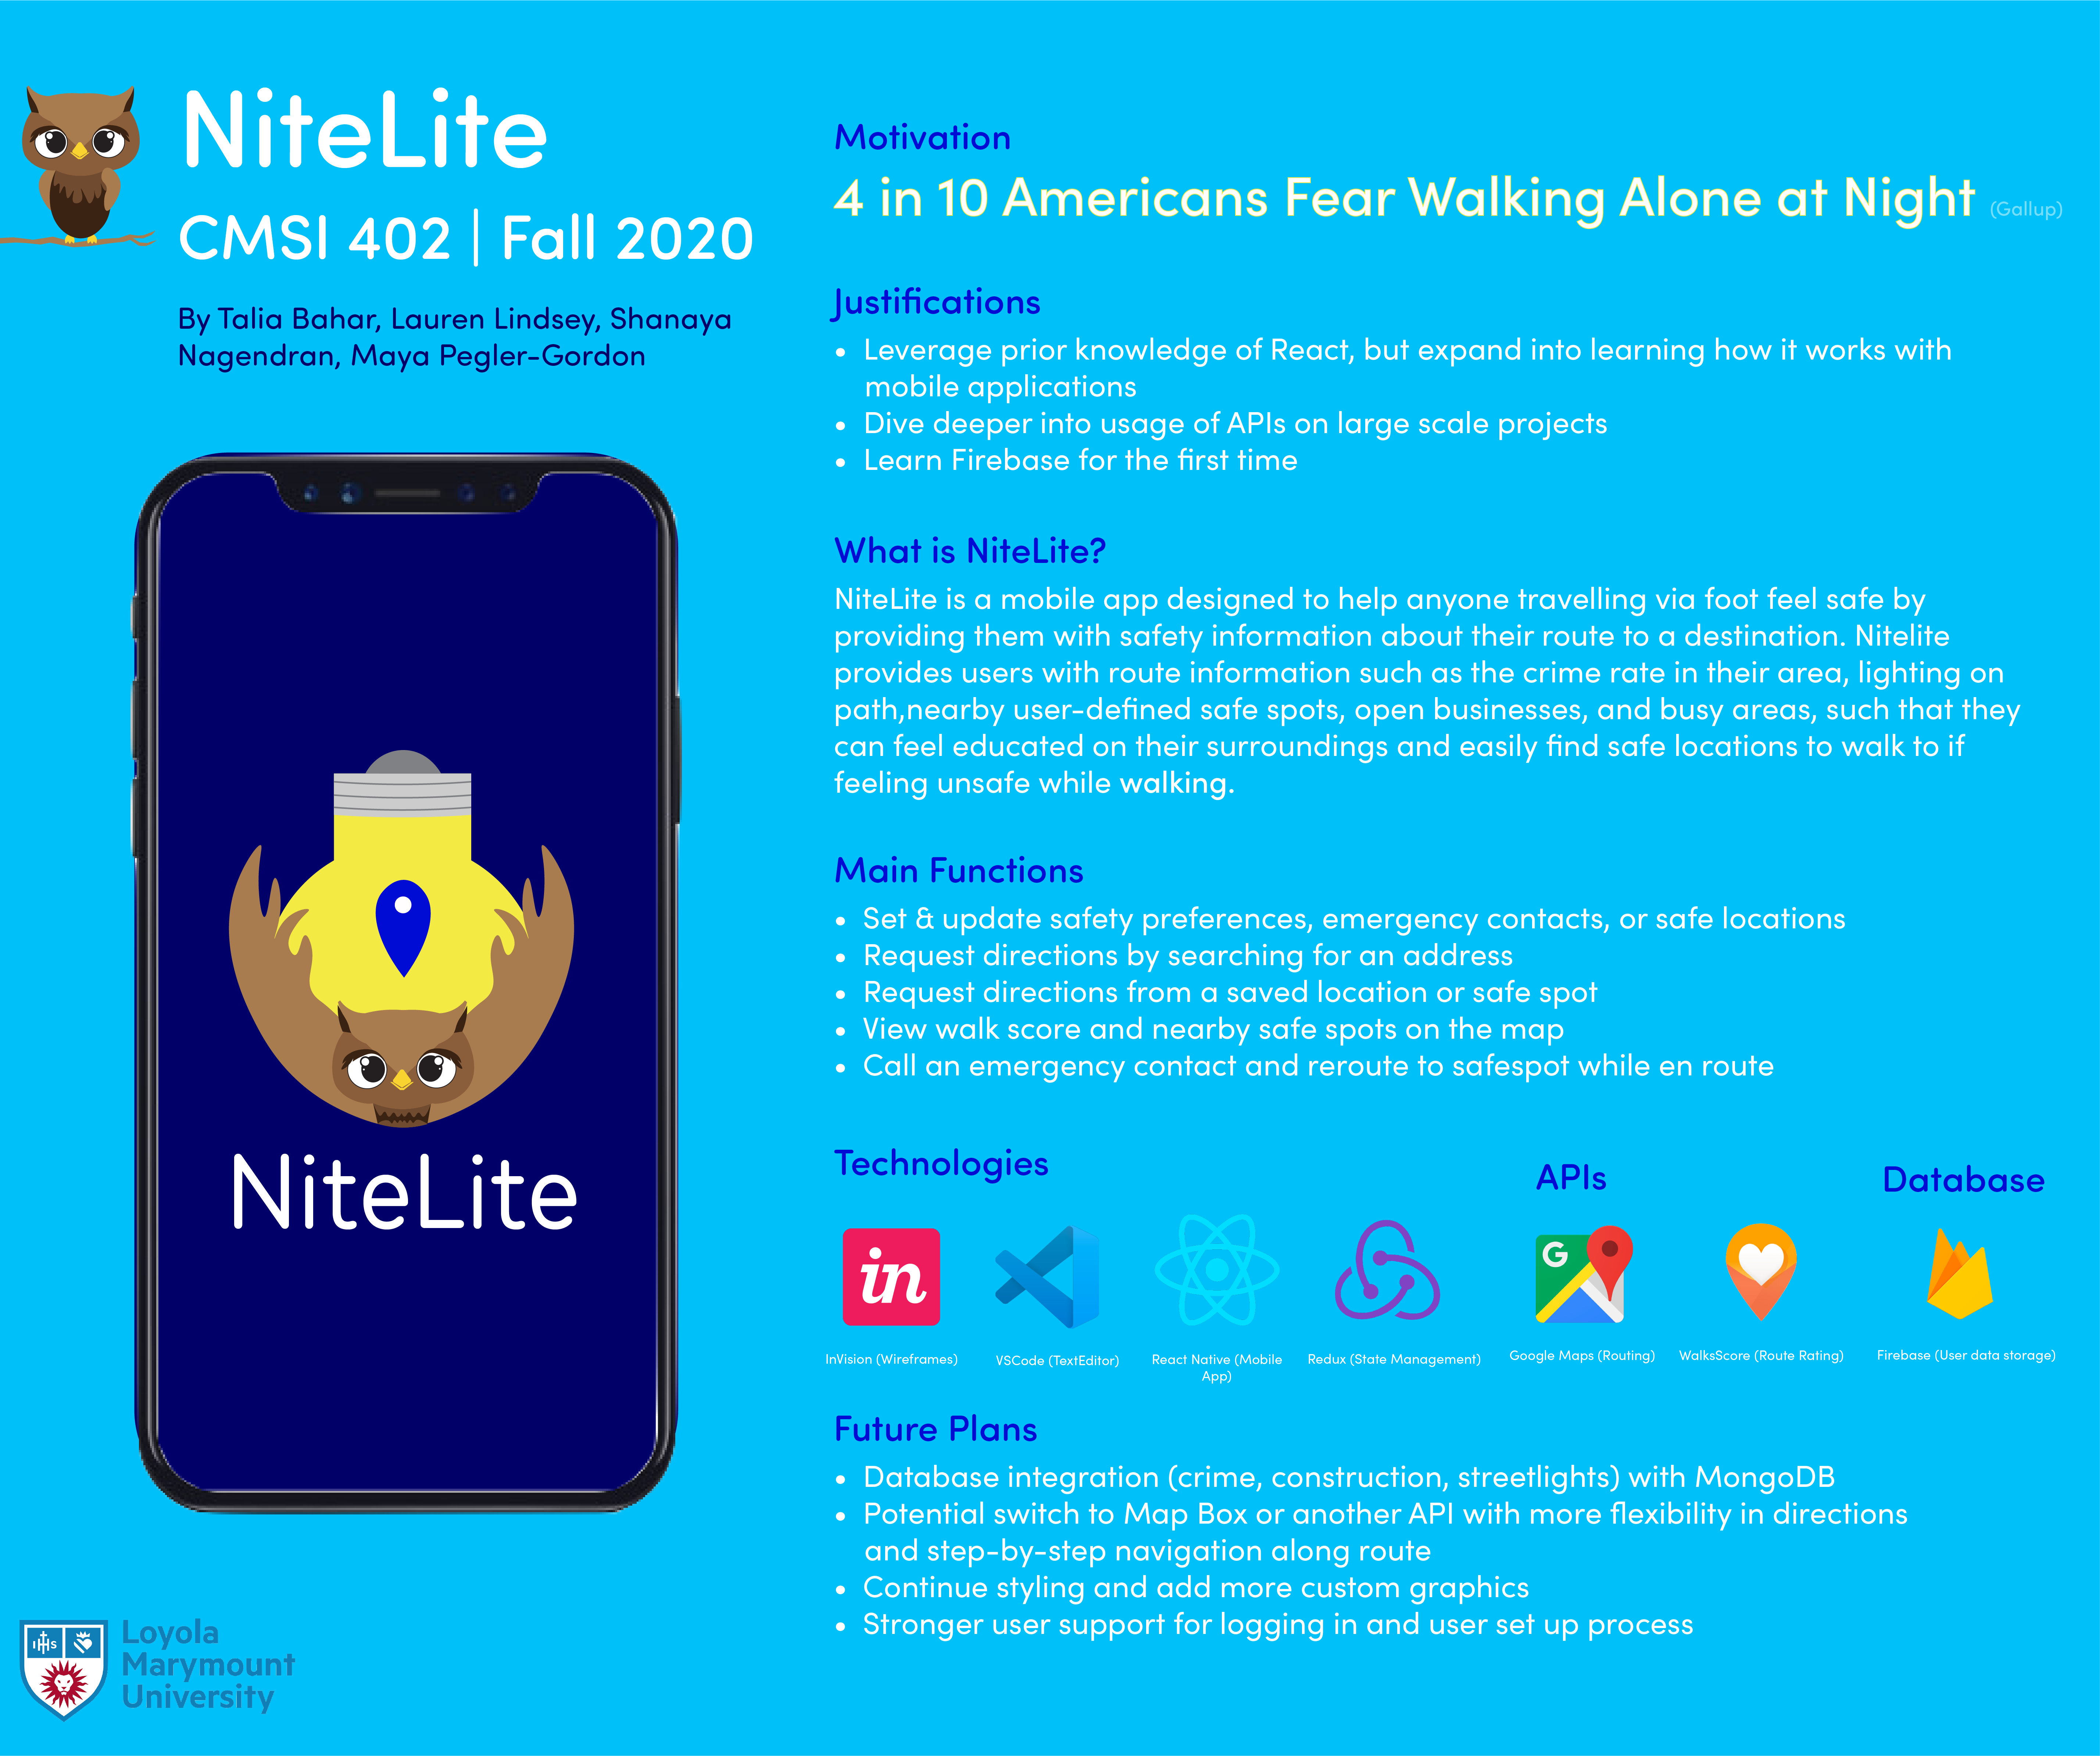 NiteLite
CMSI 402 | Fall 2020
By Talia Bahar, Lauren Lindsey, Shanaya
Nagendran, Maya Pegler-Gordon
NiteLite
IHS
Loyola
Marymount
University
Motivation
4 in 10 Americans Fear Walking Alone at Night (Gallup)
Justifications
• Leverage prior knowledge of React, but expand into learning how it works with
mobile applications
• Dive deeper into usage of APIs on large scale projects
• Learn Firebase for the first time
What is NiteLite?
NiteLite is a mobile app designed to help anyone travelling via foot feel safe by
providing them with safety information about their route to a destination. Nitelite
provides users with route information such as the crime rate in their area, lighting on
path,nearby user-defined safe spots, open businesses, and busy areas, such that they
can feel educated on their surroundings and easily find safe locations to walk to if
feeling unsafe while walking.
Main Functions
• Set & update safety preferences, emergency contacts, or safe locations
• Request directions by searching for an address
• Request directions from a saved location or safe spot
• View walk score and nearby safe spots on the map
• Call an emergency contact and reroute to safespot while en route
Technologies
in
InVision (Wireframes)
VSCode (TextEditor)
React Native (Mobile
App)
Redux (State Management)
APIs
G
Google Maps (Routing)
WalksScore (Route Rating)
Database
Firebase (User data storage)
Future Plans
• Database integration (crime, construction, streetlights) with MongoDB
• Potential switch to Map Box or another API with more flexibility in directions
and step-by-step navigation along route
• Continue styling and add more custom graphics
• Stronger user support for logging in and user set up process